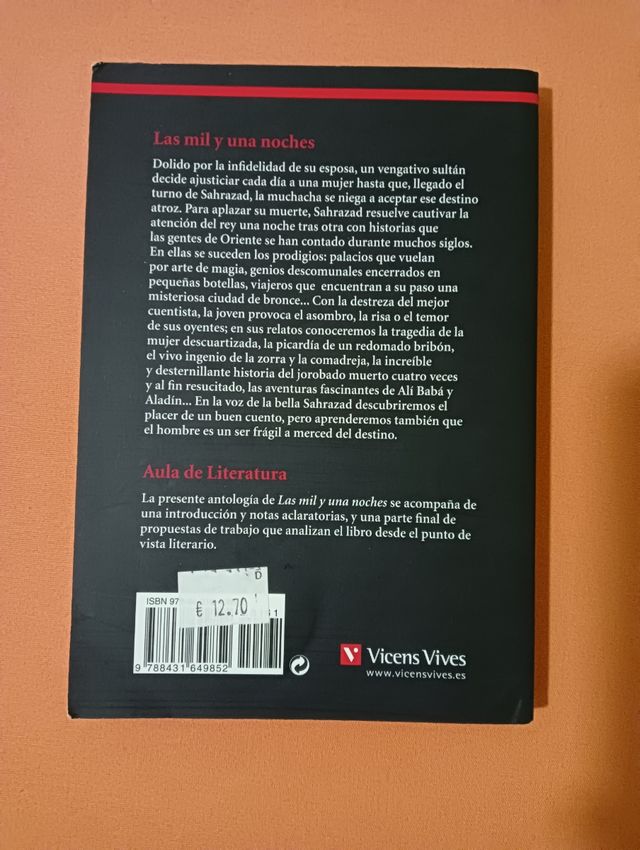 Las mil y una noches
Dolido por la infidelidad de su esposa, un vengativo sultán
decide ajusticiar cada día a una mujer hasta que, llegado el
turno de Sahrazad, la muchacha se niega a aceptar ese destino
atroz. Para aplazar su muerte, Sahrazad resuelve cautivar la
atención del rey una noche tras otra con historias que
las gentes de Oriente se han contado durante muchos siglos.
En ellas se suceden los prodigios: palacios que vuelan
por arte de magia, genios descomunales encerrados en
pequeñas botellas, viajeros que encuentran a su paso una
misteriosa ciudad de bronce... Con la destreza del mejor
cuentista, la joven provoca el asombro, la risa o el temor
de sus oyentes; en sus relatos conoceremos la tragedia de la
mujer descuartizada, la picardía de un redomado bribón,
el vivo ingenio de la zorra y la comadreja, la increíble
y desternillante historia del jorobado muerto cuatro veces
y al fin resucitado, las aventuras fascinantes de Alí Babá y
Aladín... En la voz de la bella Sahrazad descubriremos el
placer de un buen cuento, pero aprenderemos también que
el hombre es un ser frágil a merced del destino.
Aula de Literatura
La presente antología de Las mil y una noches se acompaña de
una introducción y notas aclaratorias, y una parte final de
propuestas de trabajo que analizan el libro desde el punto de
vista literario.
D
ISBN 97
€ 12.70
9 788431 649852
Vicens Vives
www.vicensvives.es